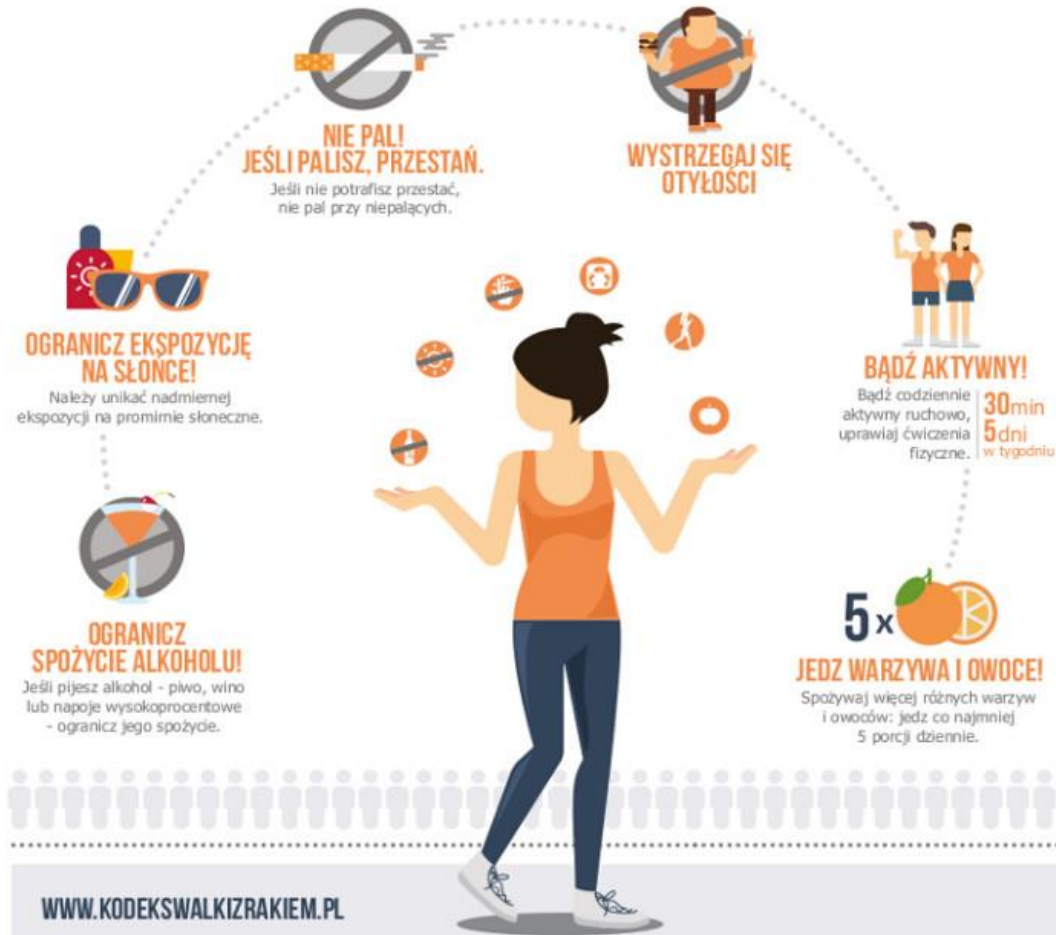 NIE PAL!
JEŚLI PALISZ, PRZESTAŃ.
Jeśli nie potrafisz przestać,
nie pal przy niepalących.
WYSTRZEGAJ SIĘ
OTYŁOŚCI
OGRANICZ EKSPOZYCJĘ
NA SŁOŃCE!
Należy unikać nadmiernej
ekspozycji na promirnie słoneczne.
BĄDŹ AKTYWNY!
Bądź codziennie
aktywny ruchowo,
uprawiaj ćwiczenia
fizyczne.
30min
5dni
w tygodniu
OGRANICZ
SPOŻYCIE ALKOHOLU!
Jeśli pijesz alkohol - piwo, wino
lub napoje wysokoprocentowe
- ogranicz jego spożycie.
5x
JEDZ WARZYWA I OWOCE!
Spożywaj więcej różnych warzyw
i owoców: jedz co najmniej
5 porcji dziennie.
WWW.KODEKSWALKIZRAKIEM.PL